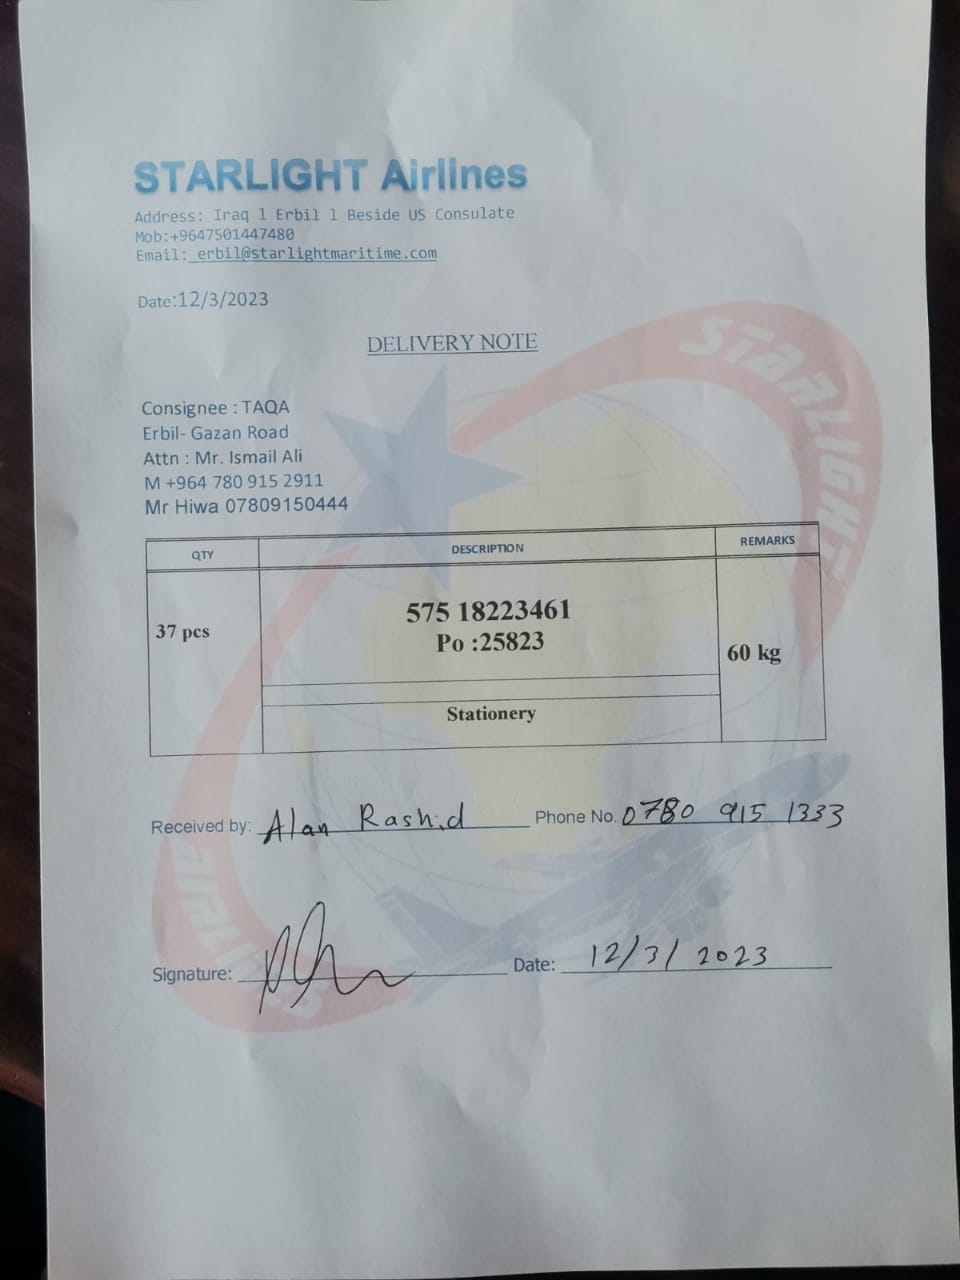 STARLIGHT Airlines
Address: Iraq l Erbil l Beside US Consulate
Mob:+9647501447480
Email: erbil@starlightmaritime.com
Date:12/3/2023
DELIVERY NOTE
Consignee : TAQA
Erbil- Gazan Road
Attn : Mr. Ismail Ali
M +964 780 915 2911
Mr Hiwa 07809150444
QTY DESCRIPTION REMARKS
37 pcs
575 18223461
Po :25823
60 kg
Stationery
Received by: Alan Rashid Phone No. 0780 915 1333
Signature: Date: 12/3/2023
STARLIGHT
AIRLINES